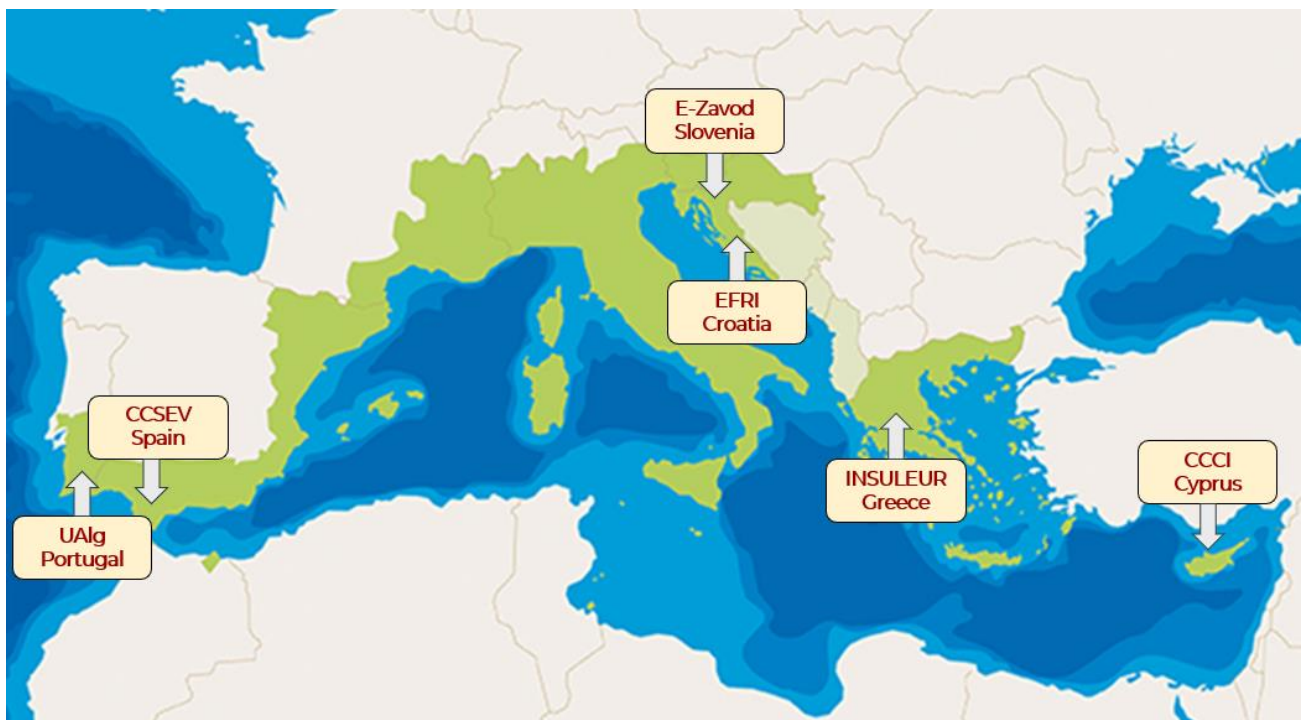 E-Zavod
Slovenia
EFRI
Croatia
CCSEV
Spain
UAlg
Portugal
INSULEUR
Greece
CCCI
Cyprus